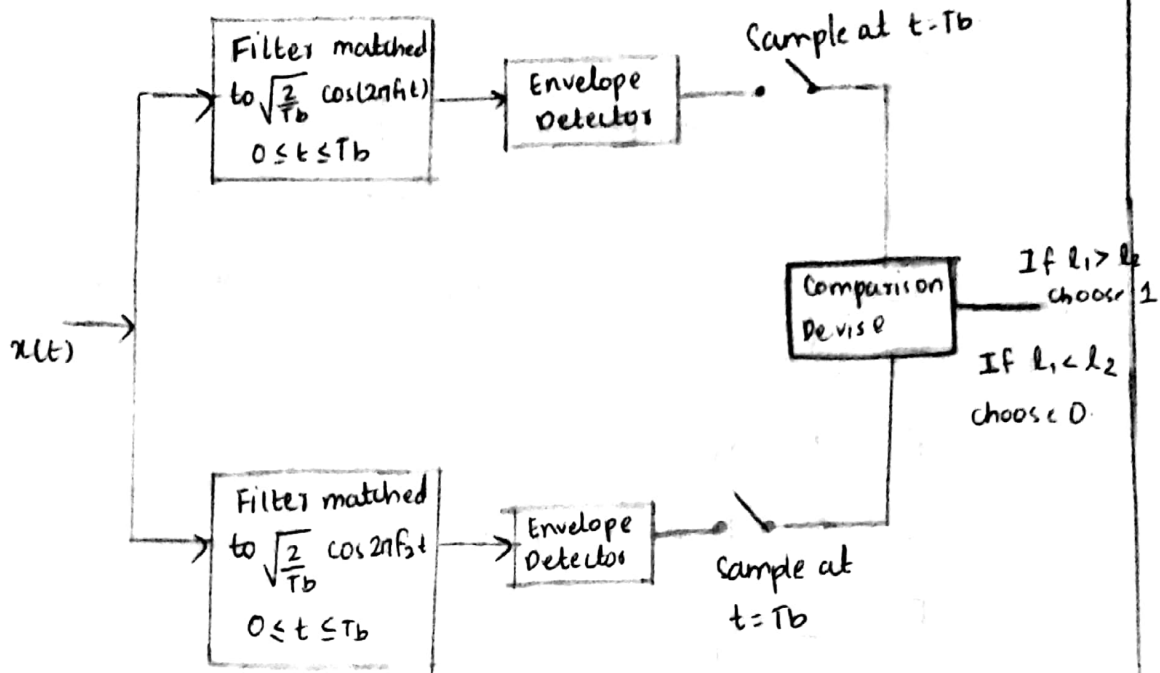 Sample at t=Tb
Filter matched
to √2/Tb cos(2πf₁t)
0 ≤ t ≤ Tb
Envelope
Detector
x(t)
Comparison
Devise
If l₁ > l₂
choose 1
If l₁ < l₂
choose 0.
Filter matched
to √2/Tb cos2πf₂t
0 ≤ t ≤ Tb
Envelope
Detector
Sample at
t = Tb